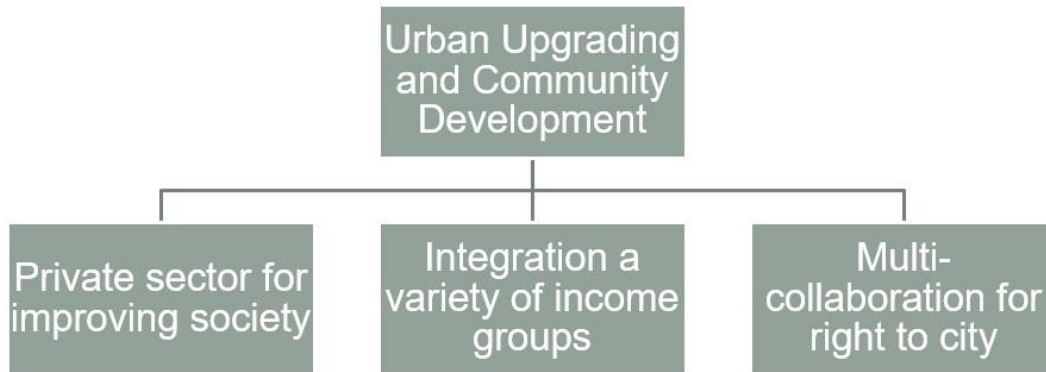 Urban Upgrading
and Community
Development
Private sector for
improving society
Integration a
variety of income
groups
Multi-
collaboration for
right to city